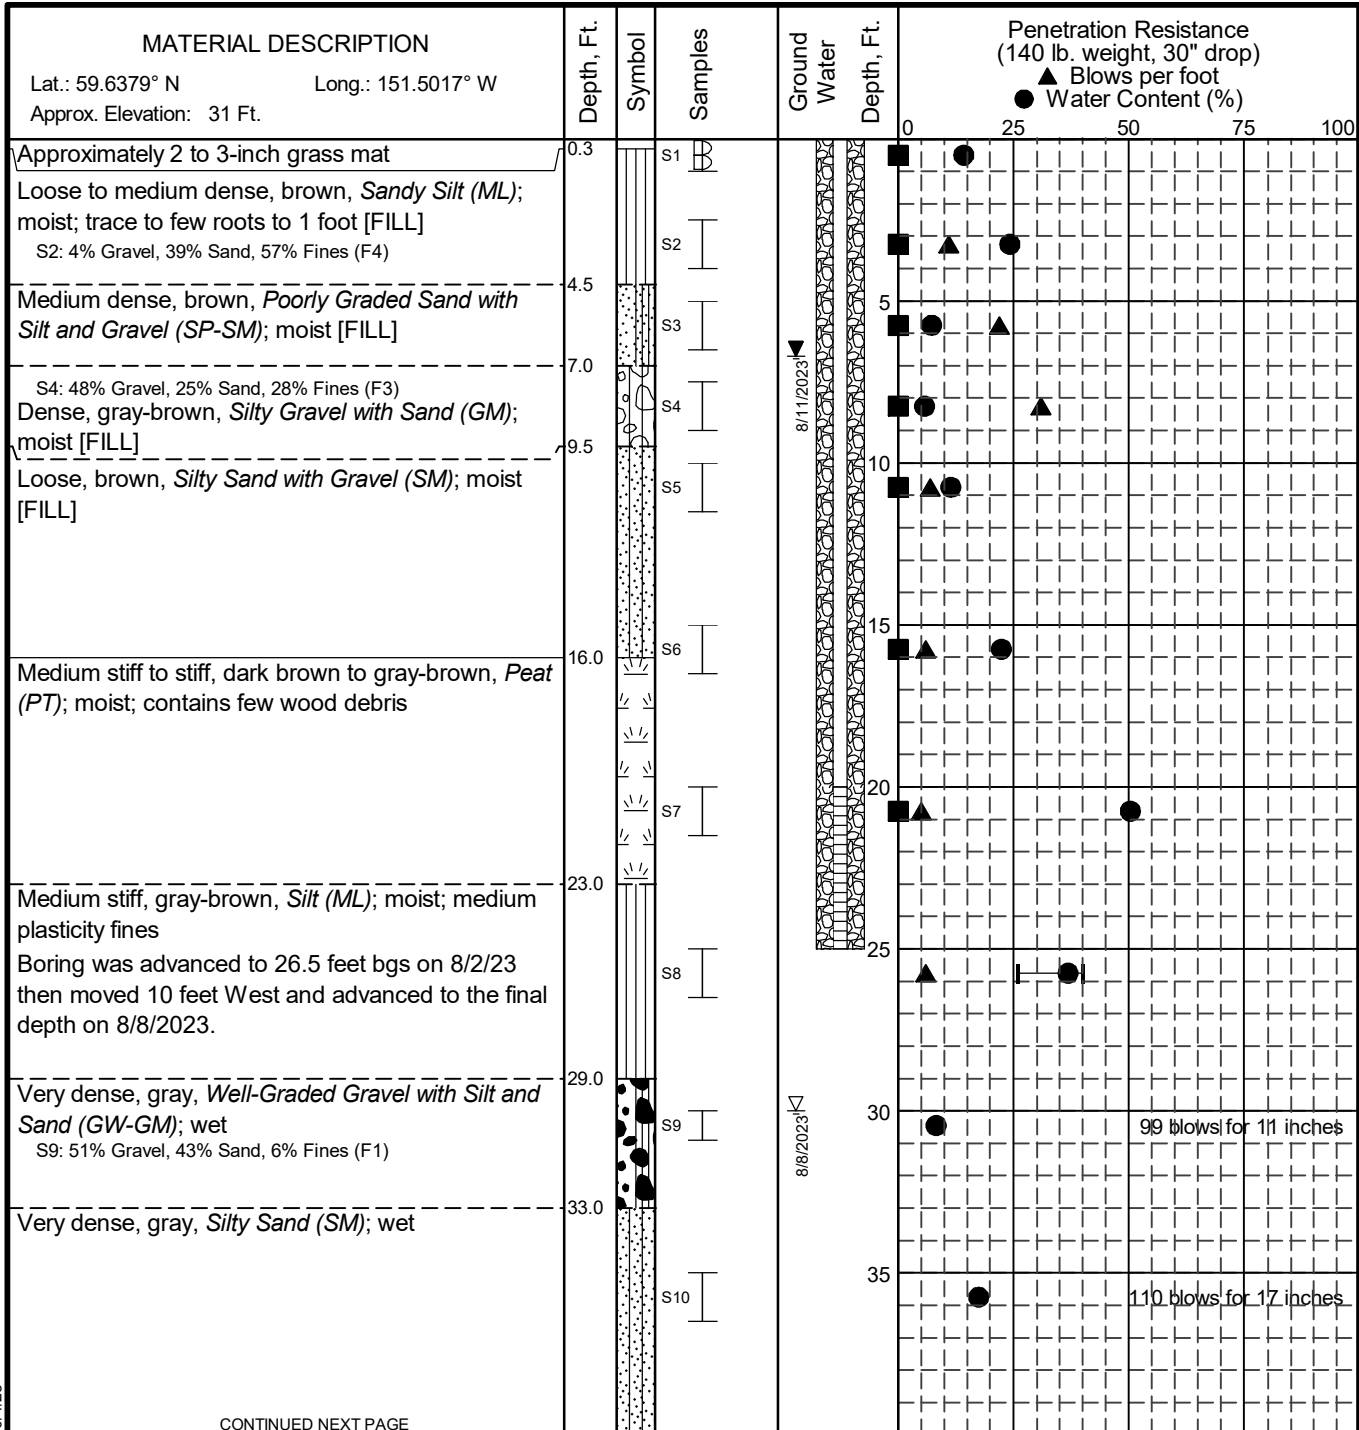 MATERIAL DESCRIPTION
Lat.: 59.6379° N Long.: 151.5017° W
Approx. Elevation: 31 Ft.
Depth, Ft.
Symbol
Samples
Ground
Water
Depth, Ft.
Penetration Resistance
(140 lb. weight, 30" drop)
▲ Blows per foot
● Water Content (%)
0 25 50 75 100
Approximately 2 to 3-inch grass mat
0.3
S1
Loose to medium dense, brown, Sandy Silt (ML);
moist; trace to few roots to 1 foot [FILL]
S2: 4% Gravel, 39% Sand, 57% Fines (F4)
S2
4.5
Medium dense, brown, Poorly Graded Sand with
Silt and Gravel (SP-SM); moist [FILL]
S3
5
7.0
8/11/2023
S4: 48% Gravel, 25% Sand, 28% Fines (F3)
Dense, gray-brown, Silty Gravel with Sand (GM);
moist [FILL]
S4
9.5
10
Loose, brown, Silty Sand with Gravel (SM); moist
[FILL]
S5
15
S6
16.0
Medium stiff to stiff, dark brown to gray-brown, Peat
(PT); moist; contains few wood debris
20
S7
23.0
Medium stiff, gray-brown, Silt (ML); moist; medium
plasticity fines
25
Boring was advanced to 26.5 feet bgs on 8/2/23
then moved 10 feet West and advanced to the final
depth on 8/8/2023.
S8
29.0
Very dense, gray, Well-Graded Gravel with Silt and
Sand (GW-GM); wet
S9: 51% Gravel, 43% Sand, 6% Fines (F1)
S9
8/8/2023
30
99 blows for 11 inches
33.0
Very dense, gray, Silty Sand (SM); wet
35
S10
110 blows for 17 inches
CONTINUED NEXT PAGE